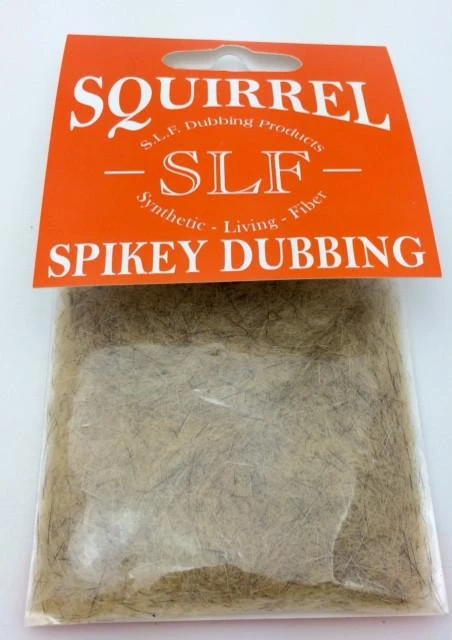 SQUIRREL
S.L.F. Dubbing Products
— SLF —
Synthetic - Living - Fiber
SPIKEY DUBBING